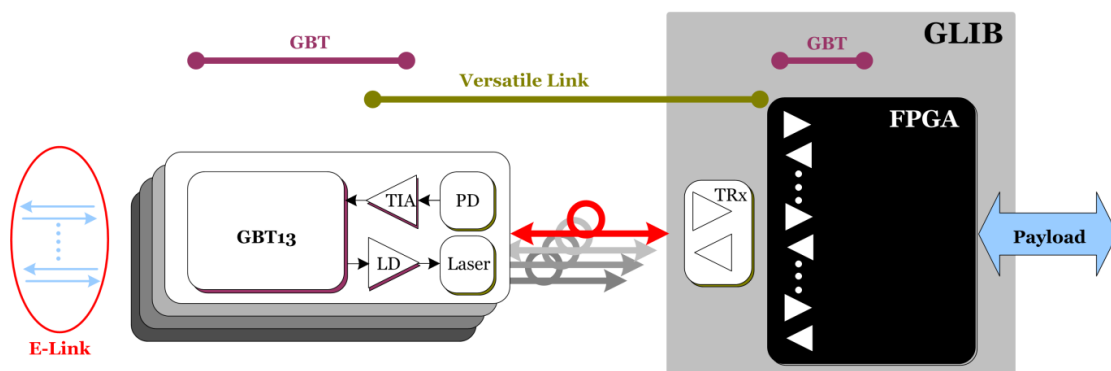 GBT
GLIB
GBT
Versatile Link
FPGA
TIA
PD
TRx
GBT13
Payload
LD
Laser
E-Link